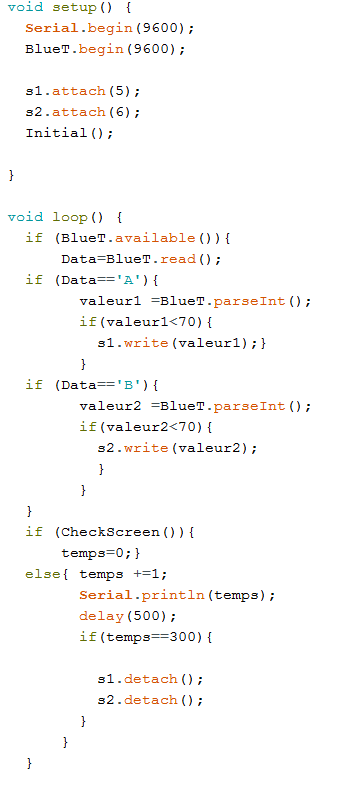 void setup() {
  Serial.begin(9600);
  BlueT.begin(9600);

  s1.attach(5);
  s2.attach(6);
  Initial();

}

void loop() {
  if (BlueT.available()){
      Data=BlueT.read();
  if (Data=='A'){
        valeur1 =BlueT.parseInt();
        if(valeur1<70){
          s1.write(valeur1);}
        }
  if (Data=='B'){
        valeur2 =BlueT.parseInt();
        if(valeur2<70){
          s2.write(valeur2);
          }
        }
  }
  if (CheckScreen()){
      temps=0;}
  else{ temps +=1;
        Serial.println(temps);
        delay(500);
        if(temps==300){

          s1.detach();
          s2.detach();
        }
      }
  }